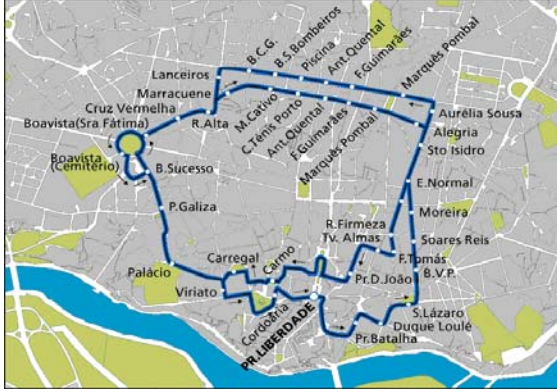 B.C.G.
B.S.Bombeiros
Piscina
Ant.Quental
F.Guimarães
Marquês Pombal
Lanceiros
Marracuene
Cruz Vermelha
Boavista(Sra Fátima)
R.Alta
M.Cativo
C.Ténis Porto
Ant.Quental
F.Guimarães
Marquês Pombal
Aurélia Sousa
Alegria
Sto Isidro
Boavista
(Cemitério)
B.Sucesso
E.Normal
P.Galiza
Moreira
R.Firmeza
Tv. Almas
Soares Reis
Carregal
Carmo
F.Tomás
Palácio
Pr.D.João I
B.V.P.
Viriato
Cordoaria
PR.LIBERDADE
S.Lázaro
Duque Loulé
Pr.Batalha